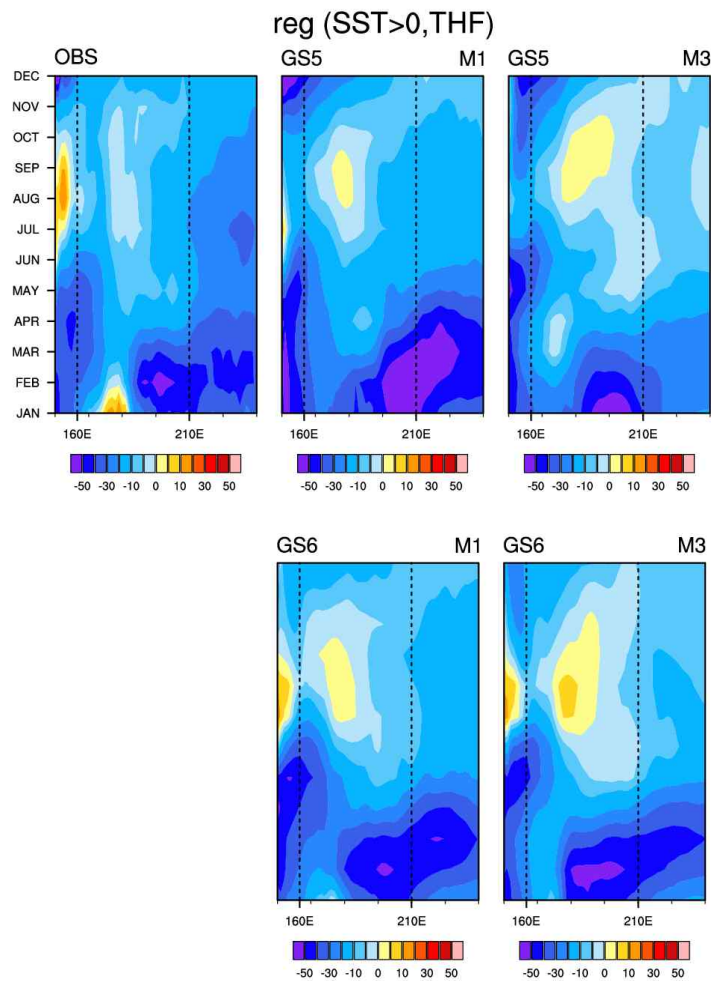 reg (SST>0,THF)
OBS GS5 M1 GS5 M3
DEC
NOV
OCT
SEP
AUG
JUL
JUN
MAY
APR
MAR
FEB
JAN
160E 210E 160E 210E 160E 210E
-50 -30 -10 0 10 30 50 -50 -30 -10 0 10 30 50 -50 -30 -10 0 10 30 50
GS6 M1 GS6 M3
160E 210E 160E 210E
-50 -30 -10 0 10 30 50 -50 -30 -10 0 10 30 50